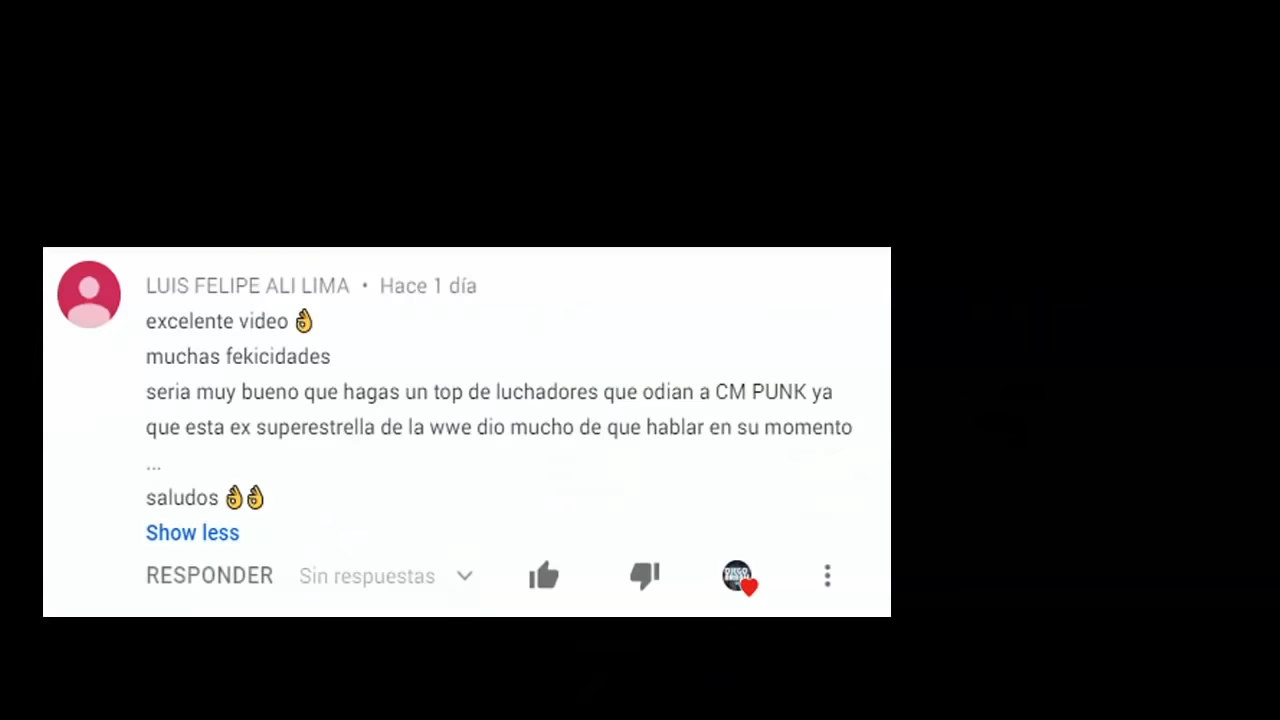 LUIS FELIPE ALI LIMA • Hace 1 día
excelente video 👌
muchas fekicidades
seria muy bueno que hagas un top de luchadores que odian a CM PUNK ya
que esta ex superestrella de la wwe dio mucho de que hablar en su momento
...
saludos 👌👌
Show less
RESPONDER Sin respuestas